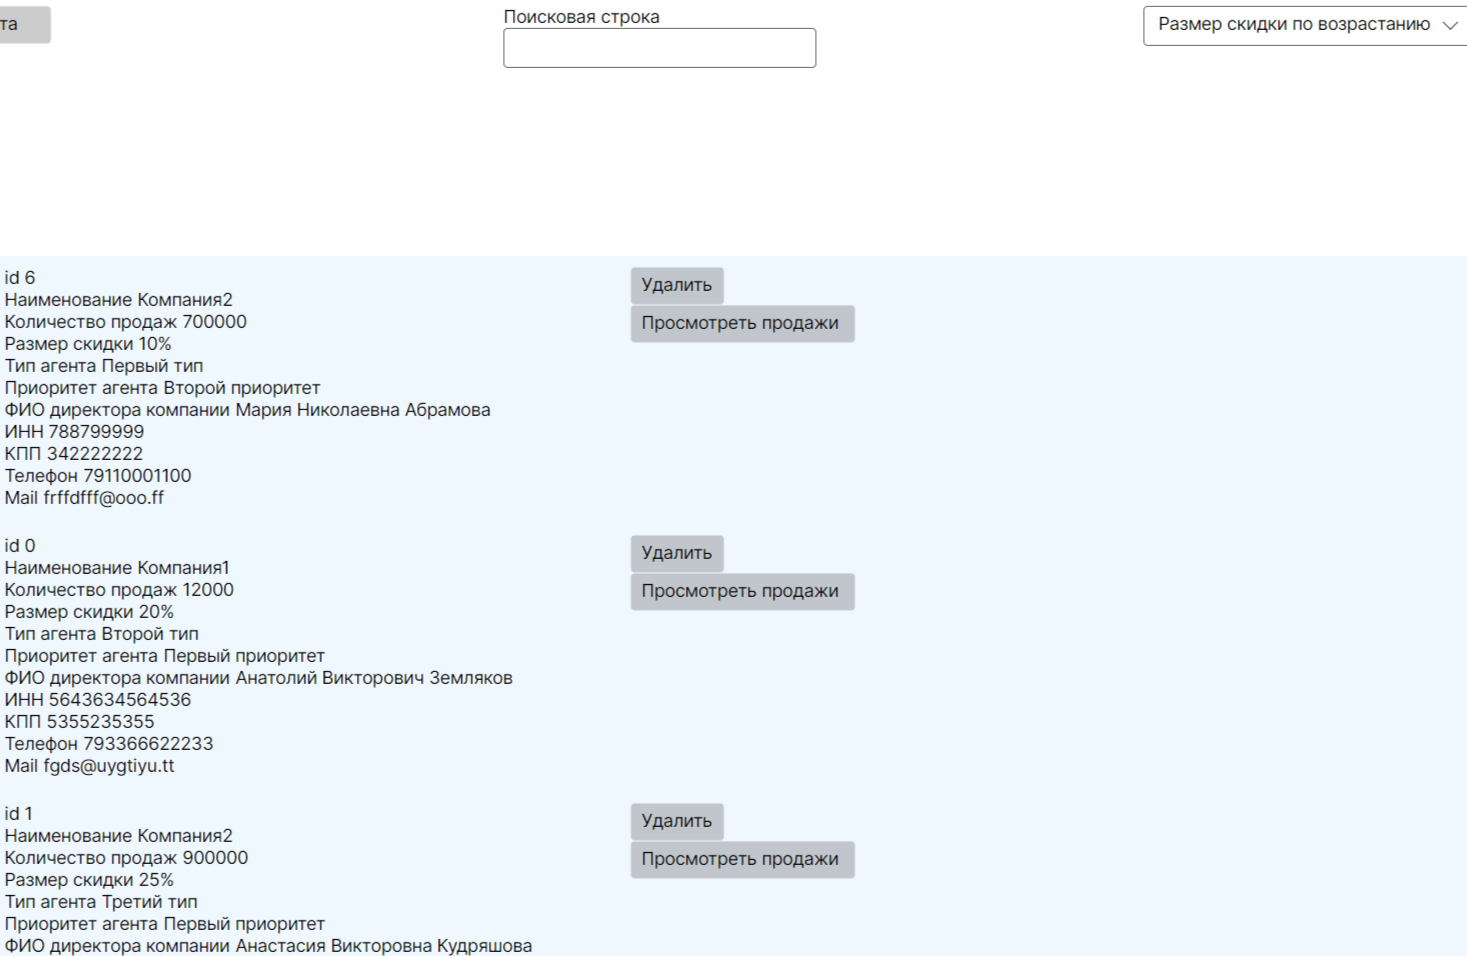 та
Поисковая строка
Размер скидки по возрастанию
id 6
Наименование Компания2
Количество продаж 700000
Размер скидки 10%
Тип агента Первый тип
Приоритет агента Второй приоритет
ФИО директора компании Мария Николаевна Абрамова
ИНН 788799999
КПП 342222222
Телефон 79110001100
Mail frffdfff@ooo.ff
Удалить
Просмотреть продажи
id 0
Наименование Компания1
Количество продаж 12000
Размер скидки 20%
Тип агента Второй тип
Приоритет агента Первый приоритет
ФИО директора компании Анатолий Викторович Земляков
ИНН 5643634564536
КПП 5355235355
Телефон 793366622233
Mail fgds@uygtiyu.tt
Удалить
Просмотреть продажи
id 1
Наименование Компания2
Количество продаж 900000
Размер скидки 25%
Тип агента Третий тип
Приоритет агента Первый приоритет
ФИО директора компании Анастасия Викторовна Кудряшова
Удалить
Просмотреть продажи